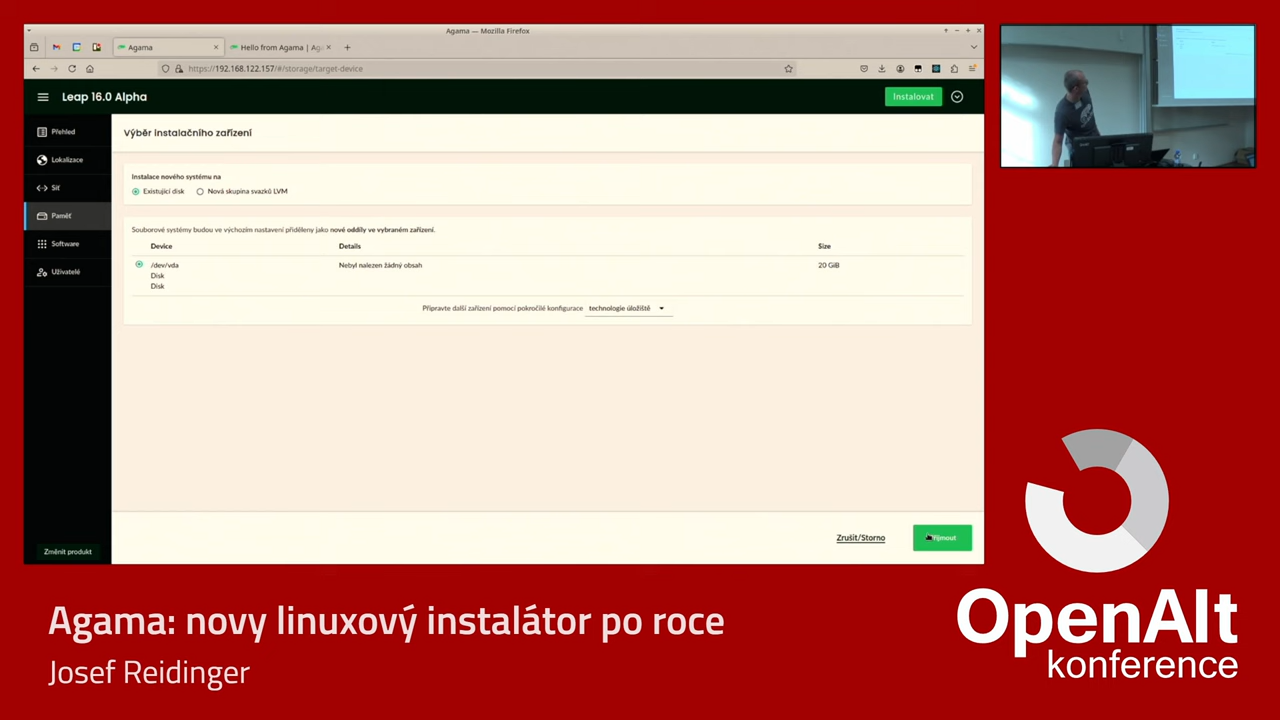 Agama — Mozilla Firefox
Agama
Hello from Agama | Aga
https://192.168.122.157/#/storage/target-device
Leap 16.0 Alpha
Instalovat
Přehled
Lokalizace
Síť
Paměť
Software
Uživatelé
Změnit produkt
Výběr instalačního zařízení
Instalace nového systému na
Existující disk
Nová skupina svazků LVM
Souborové systémy budou ve výchozím nastavení přiděleny jako nové oddíly ve vybraném zařízení.
Device Details Size
/dev/vda Nebyl nalezen žádný obsah 20 GiB
Disk
Disk
Připravte další zařízení pomocí pokročilé konfigurace technologie úložiště
Zrušit/Storno
Agama: novy linuxový instalátor po roce
Josef Reidinger
OpenAlt
konference